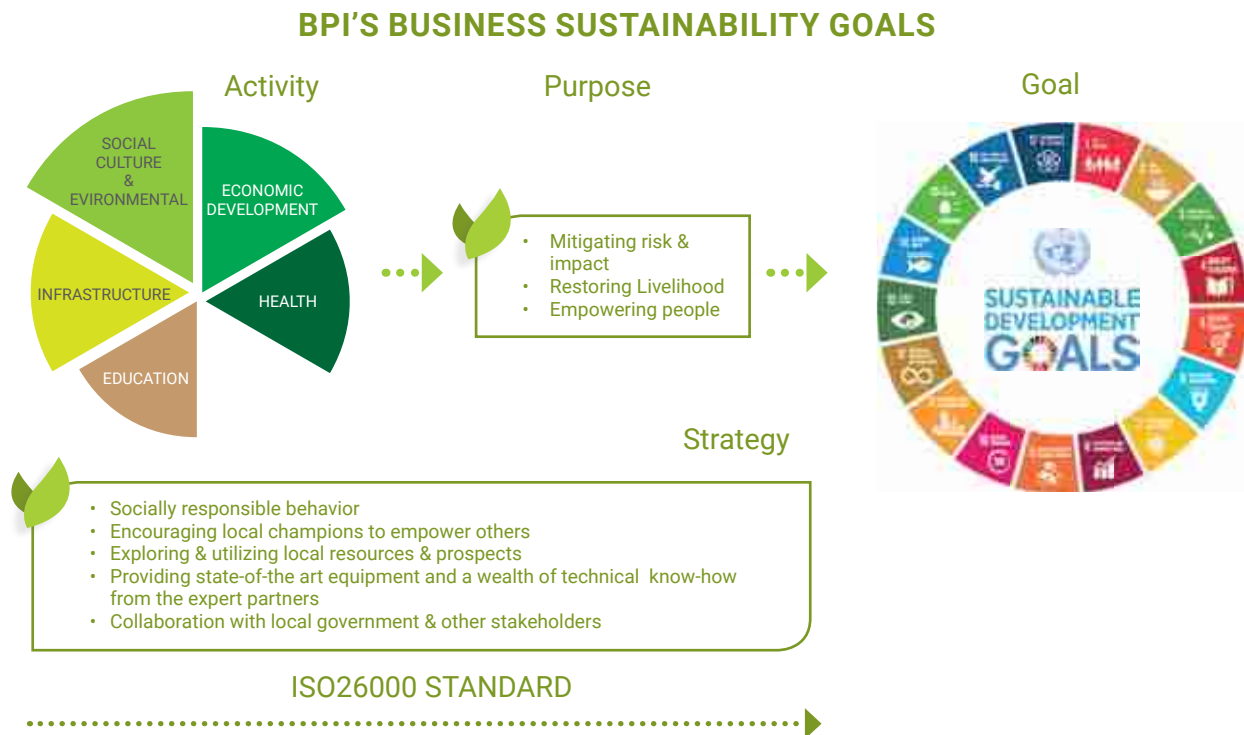 BPI'S BUSINESS SUSTAINABILITY GOALS
Activity
Purpose
Goal
SOCIAL
CULTURE
&
EVIRONMENTAL
ECONOMIC
DEVELOPMENT
INFRASTRUCTURE
HEALTH
EDUCATION
• Mitigating risk &
impact
• Restoring Livelihood
• Empowering people
SUSTAINABLE
DEVELOPMENT
GOALS
Strategy
• Socially responsible behavior
• Encouraging local champions to empower others
• Exploring & utilizing local resources & prospects
• Providing state-of-the art equipment and a wealth of technical know-how
from the expert partners
• Collaboration with local government & other stakeholders
ISO26000 STANDARD